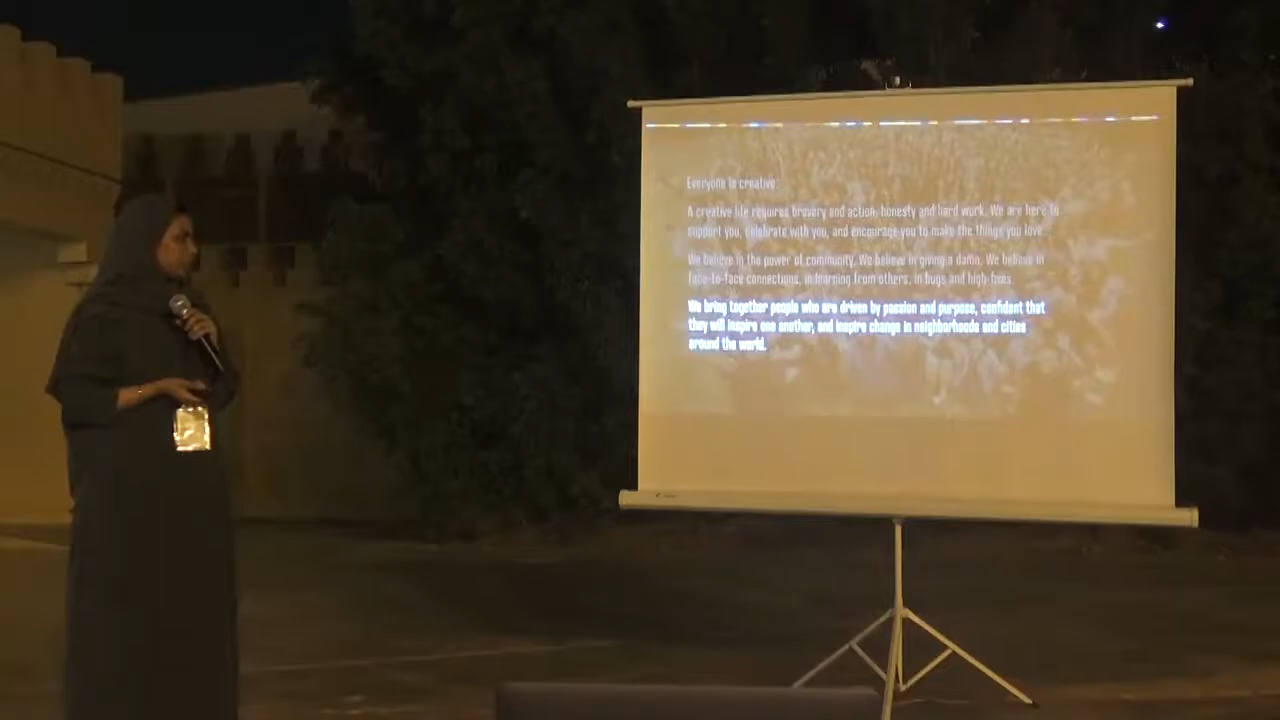 Everyone is creative.
A creative life requires bravery and action, honesty and hard work. We are here to
support you, celebrate with you, and encourage you to make the things you love.
We believe in the power of community. We believe in giving a damn. We believe in
face-to-face connections, in learning from others, in hugs and high-fives.
We bring together people who are driven by passion and purpose, confident that
they will inspire one another, and inspire change in neighborhoods and cities
around the world.